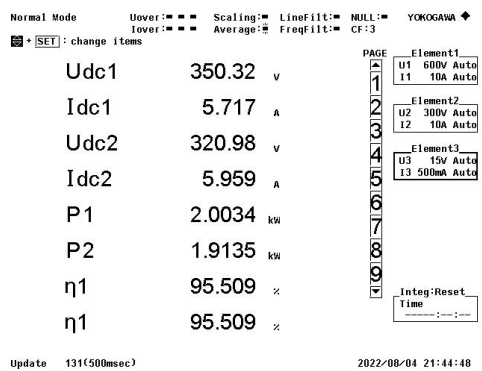 Normal Mode Uover: Scaling: LineFilt: NULL: YOKOGAWA
Iover: Average: FreqFilt: CF:3
+ SET : change items
PAGE
Udc1 350.32 V
Idc1 5.717 A
Udc2 320.98 V
Idc2 5.959 A
P1 2.0034 kW
P2 1.9135 kW
η1 95.509 %
η1 95.509 %
1
2
3
4
5
6
7
8
9
Element1
U1 600V Auto
I1 10A Auto
Element2
U2 300V Auto
I2 10A Auto
Element3
U3 15V Auto
I3 500mA Auto
Integ:Reset
Time
-----:--:--
Update 131(500msec) 2022/08/04 21:44:48